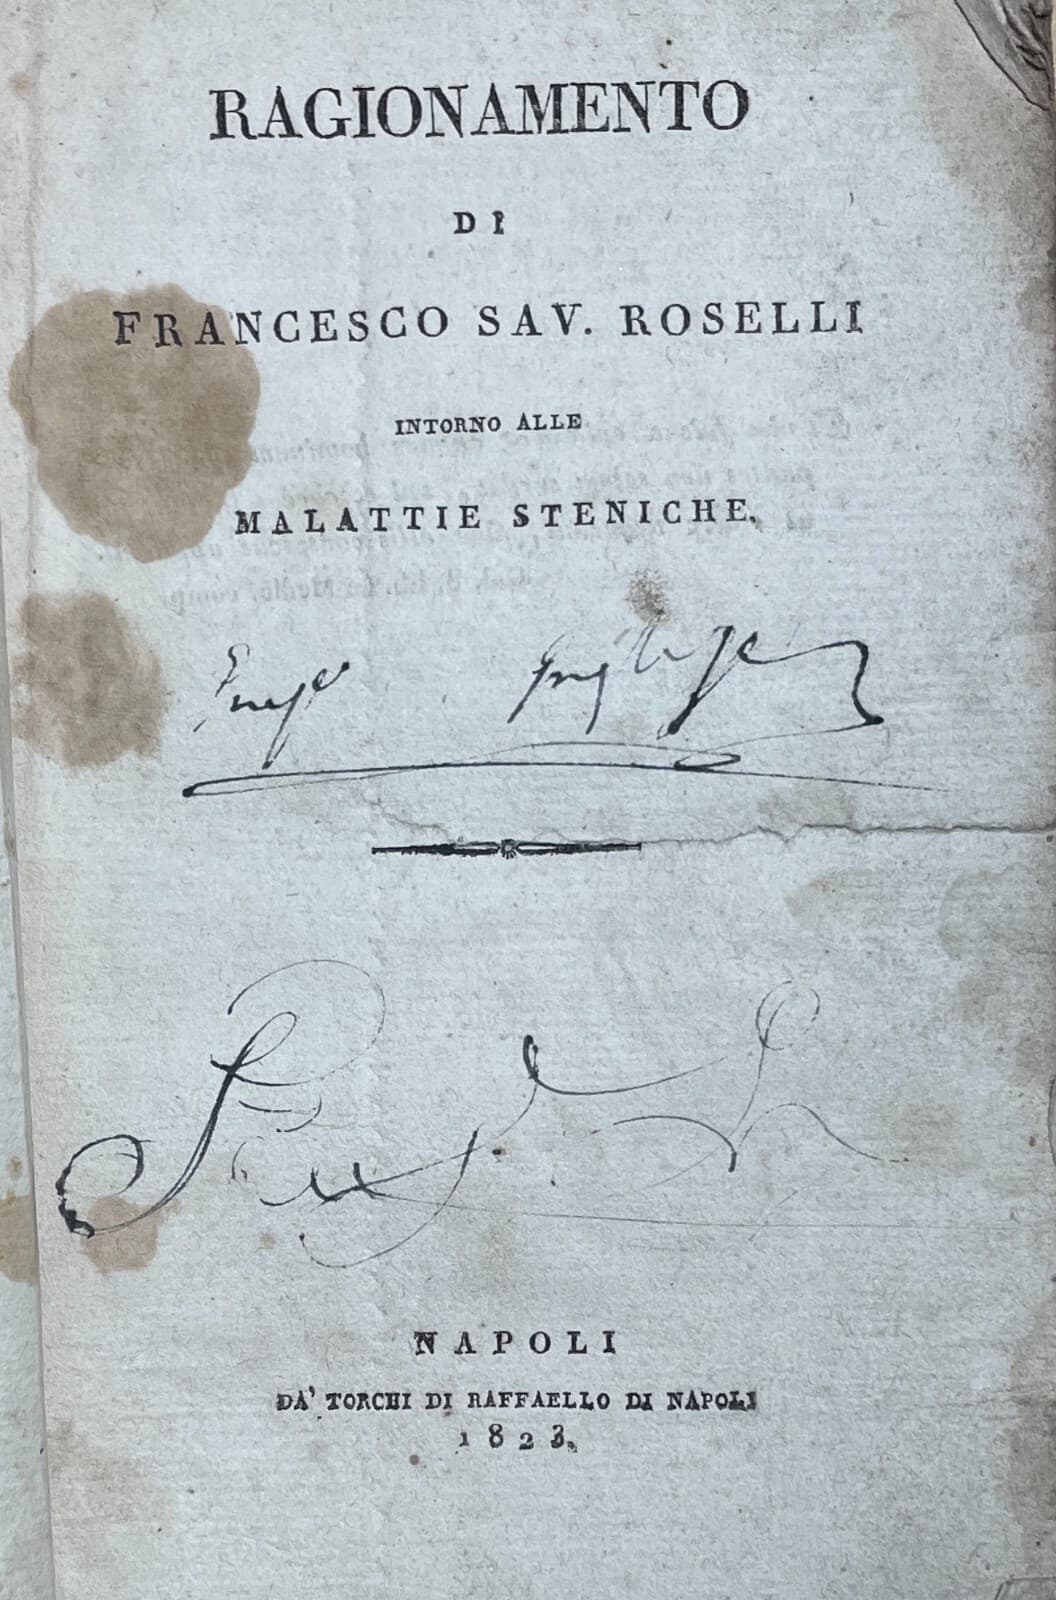 RAGIONAMENTO
DI
FRANCESCO SAV. ROSELLI
INTORNO ALLE
MALATTIE STENICHE.
NAPOLI
DA' TORCHI DI RAFFAELLO DI NAPOLI
1823.